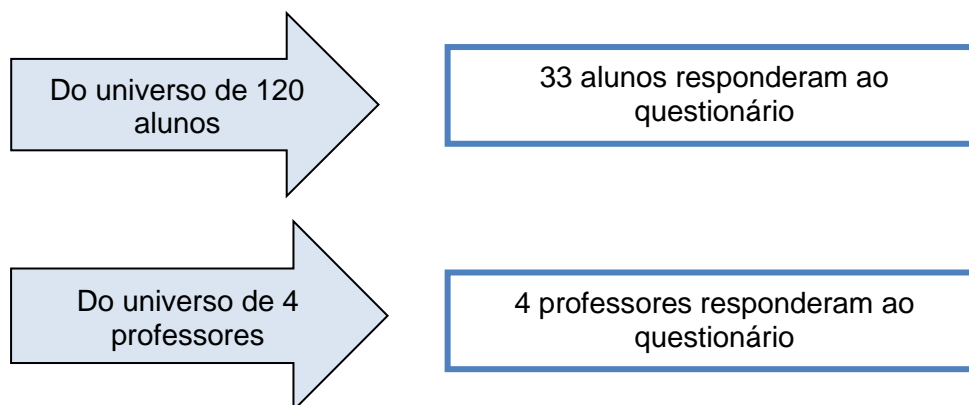 Do universo de 120
alunos
33 alunos responderam ao
questionário
Do universo de 4
professores
4 professores responderam ao
questionário